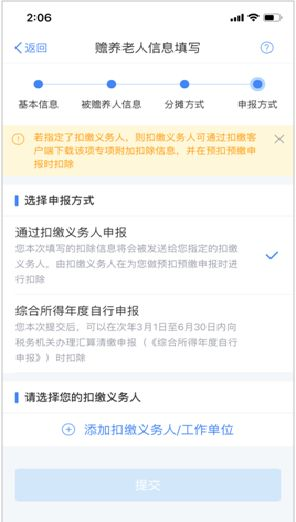 2:06
返回
赡养老人信息填写
基本信息
被赡养人信息
分摊方式
申报方式
若指定了扣缴义务人，则扣缴义务人可通过扣缴客
户端下载该项专项附加扣除信息，并在预扣预缴申
报时扣除
选择申报方式
通过扣缴义务人申报
您本次填写的扣除信息将会被发送给您指定的扣缴
义务人，由扣缴义务人在为您做预扣预缴申报时进
行扣除
综合所得年度自行申报
您本次提交后，可以在次年3月1日至6月30日内向
税务机关办理汇算清缴申报（《综合所得年度自行
申报》）时扣除
请选择您的扣缴义务人
添加扣缴义务人/工作单位
提交